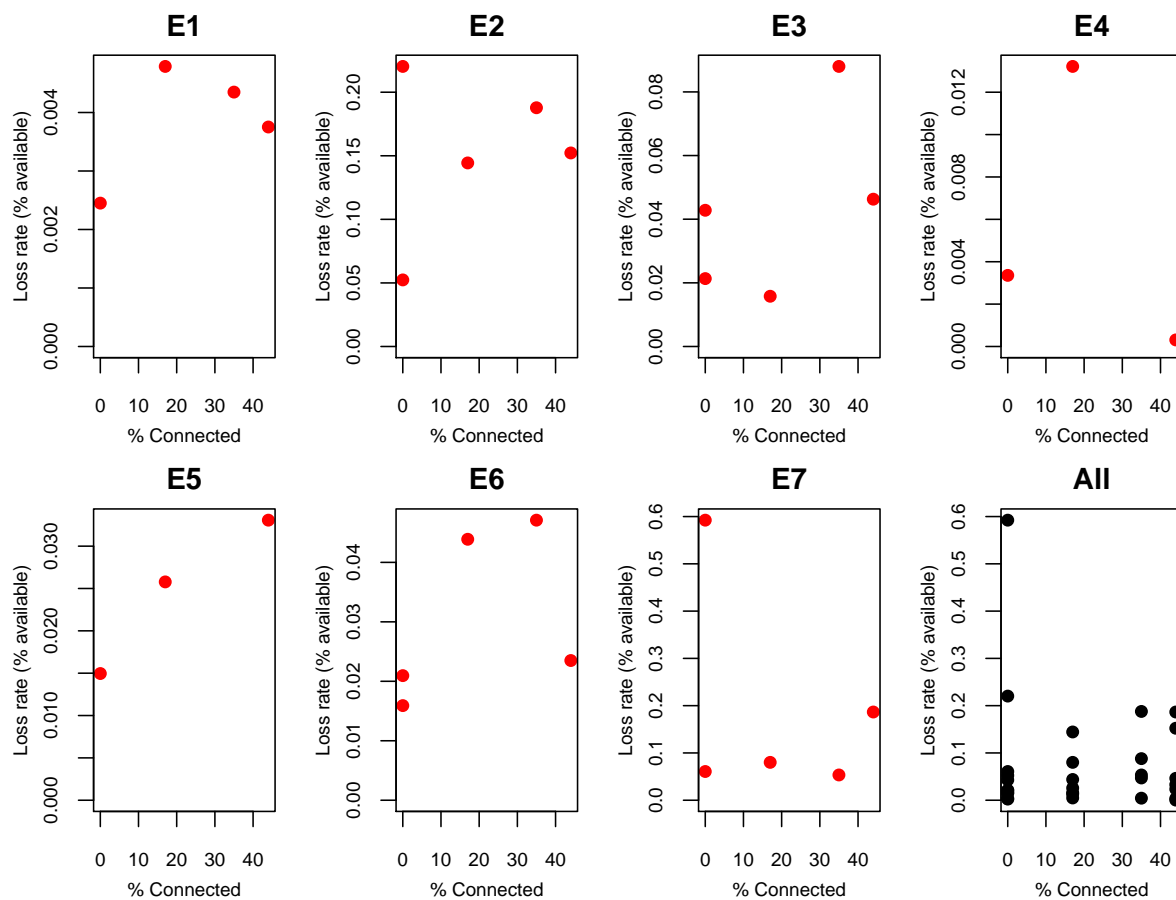 E1
Loss rate (% available)
0.000 0.002 0.004
0 10 20 30 40
% Connected
E2
Loss rate (% available)
0.00 0.05 0.10 0.15 0.20
0 10 20 30 40
% Connected
E3
Loss rate (% available)
0.00 0.02 0.04 0.06 0.08
0 10 20 30 40
% Connected
E4
Loss rate (% available)
0.000 0.004 0.008 0.012
0 10 20 30 40
% Connected
E5
Loss rate (% available)
0.000 0.010 0.020 0.030
0 10 20 30 40
% Connected
E6
Loss rate (% available)
0.00 0.01 0.02 0.03 0.04
0 10 20 30 40
% Connected
E7
Loss rate (% available)
0.0 0.1 0.2 0.3 0.4 0.5 0.6
0 10 20 30 40
% Connected
All
Loss rate (% available)
0.0 0.1 0.2 0.3 0.4 0.5 0.6
0 10 20 30 40
% Connected